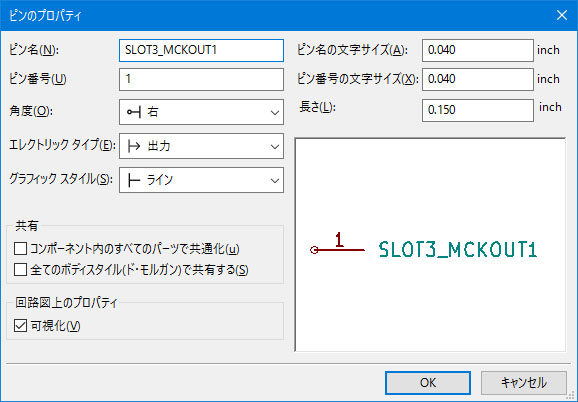 ピンのプロパティ
ピン名(N):
SLOT3_MCKOUT1
ピン名の文字サイズ(A):
0.040
inch
ピン番号(U)
1
ピン番号の文字サイズ(X):
0.040
inch
角度(O):
右
長さ(L):
0.150
inch
エレクトリック タイプ(E):
出力
グラフィック スタイル(S):
ライン
1
SLOT3_MCKOUT1
共有
コンポーネント内のすべてのパーツで共通化(u)
全てのボディスタイル(ド・モルガン)で共有する(S)
回路図上のプロパティ
可視化(V)
OK
キャンセル